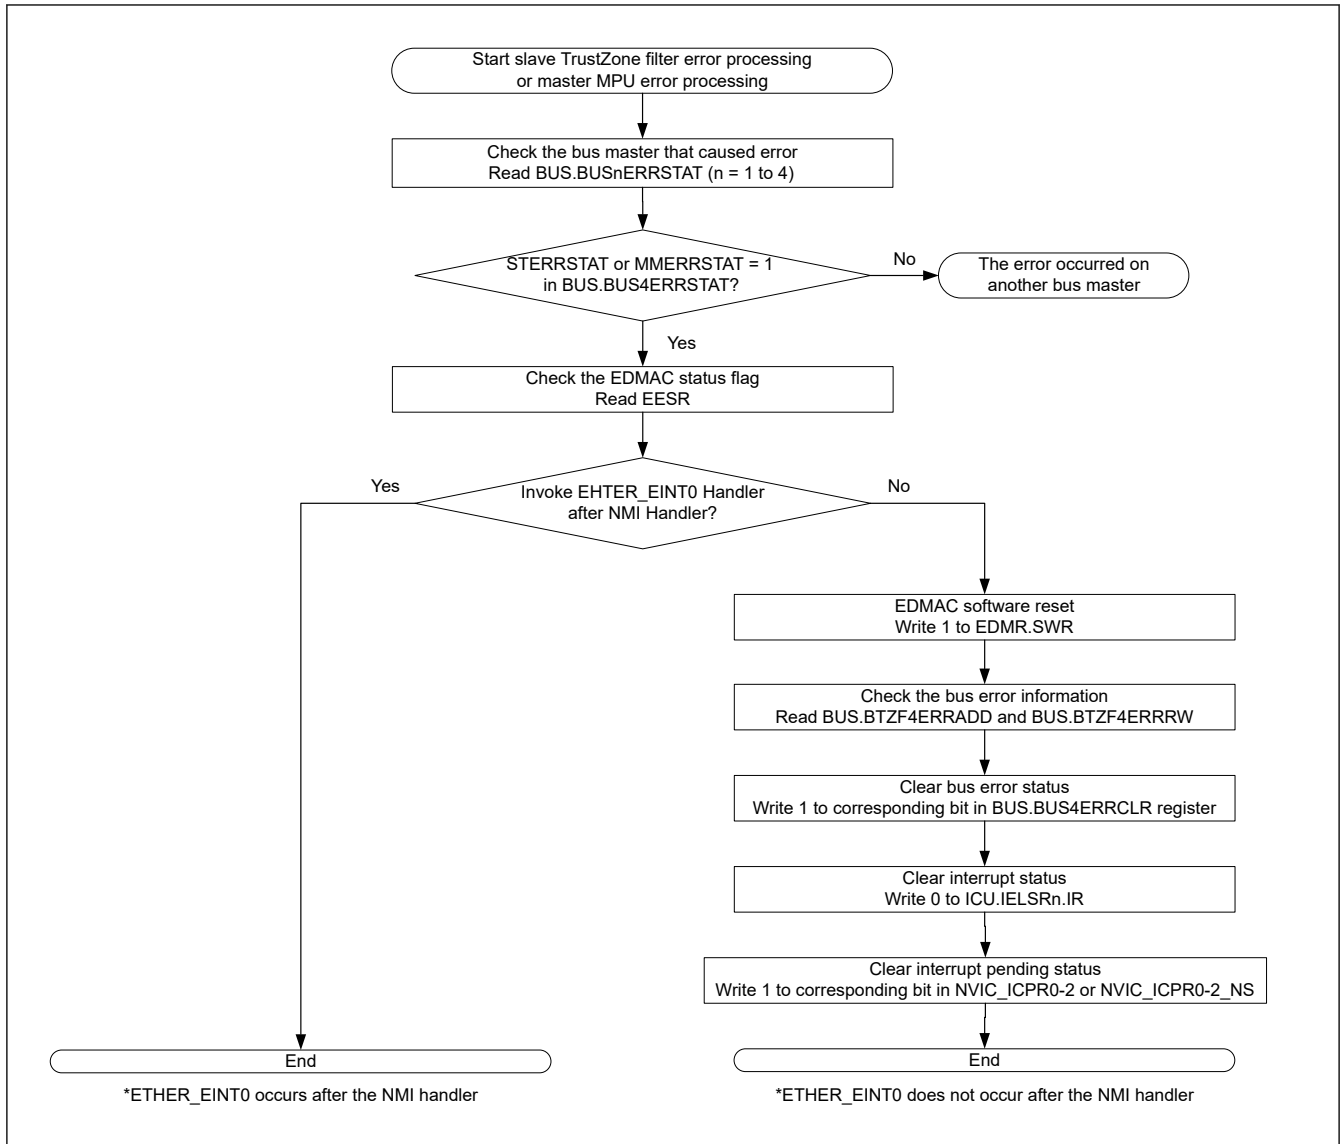 Start slave TrustZone filter error processing
or master MPU error processing
Check the bus master that caused error
Read BUS.BUSnERRSTAT (n = 1 to 4)
STERRSTAT or MMERRSTAT = 1
in BUS.BUS4ERRSTAT?
No
The error occurred on
another bus master
Yes
Check the EDMAC status flag
Read EESR
Yes
Invoke EHTER_EINT0 Handler
after NMI Handler?
No
EDMAC software reset
Write 1 to EDMR.SWR
Check the bus error information
Read BUS.BTZF4ERRADD and BUS.BTZF4ERRRW
Clear bus error status
Write 1 to corresponding bit in BUS.BUS4ERRCLR register
Clear interrupt status
Write 0 to ICU.IELSRn.IR
Clear interrupt pending status
Write 1 to corresponding bit in NVIC_ICPR0-2 or NVIC_ICPR0-2_NS
End
*ETHER_EINT0 occurs after the NMI handler
End
*ETHER_EINT0 does not occur after the NMI handler